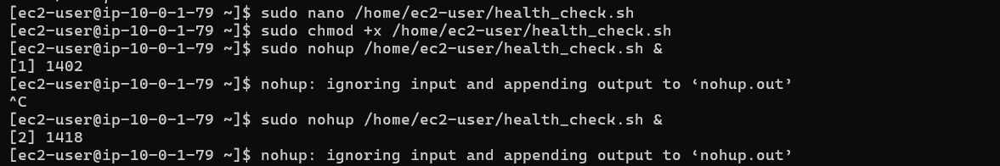 [ec2-user@ip-10-0-1-79 ~]$ sudo nano /home/ec2-user/health_check.sh
[ec2-user@ip-10-0-1-79 ~]$ sudo chmod +x /home/ec2-user/health_check.sh
[ec2-user@ip-10-0-1-79 ~]$ sudo nohup /home/ec2-user/health_check.sh &
[1] 1402
[ec2-user@ip-10-0-1-79 ~]$ nohup: ignoring input and appending output to ‘nohup.out’
^C
[ec2-user@ip-10-0-1-79 ~]$ sudo nohup /home/ec2-user/health_check.sh &
[2] 1418
[ec2-user@ip-10-0-1-79 ~]$ nohup: ignoring input and appending output to ‘nohup.out’